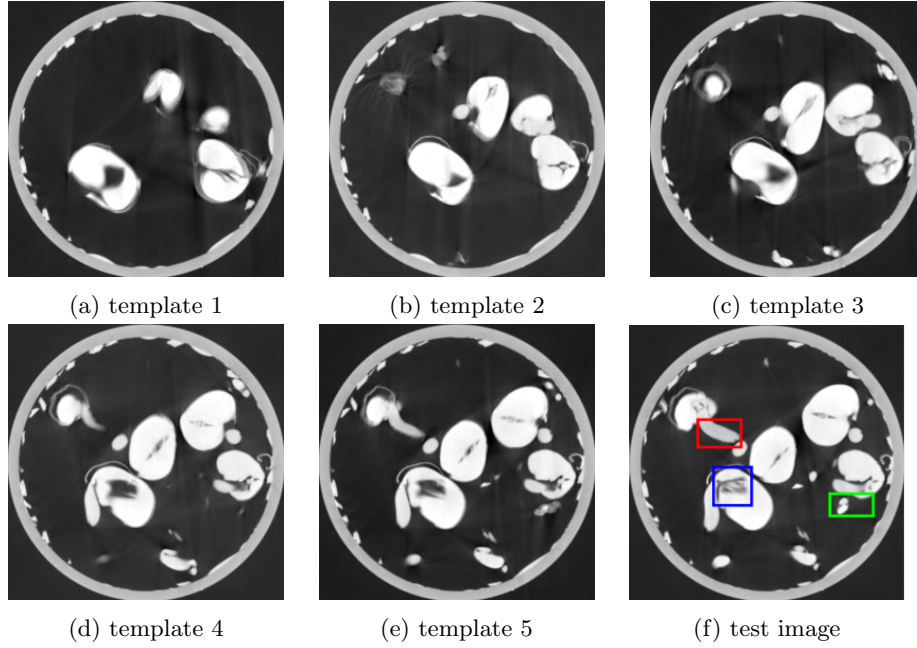 (a) template 1
(b) template 2
(c) template 3
(d) template 4
(e) template 5
(f) test image